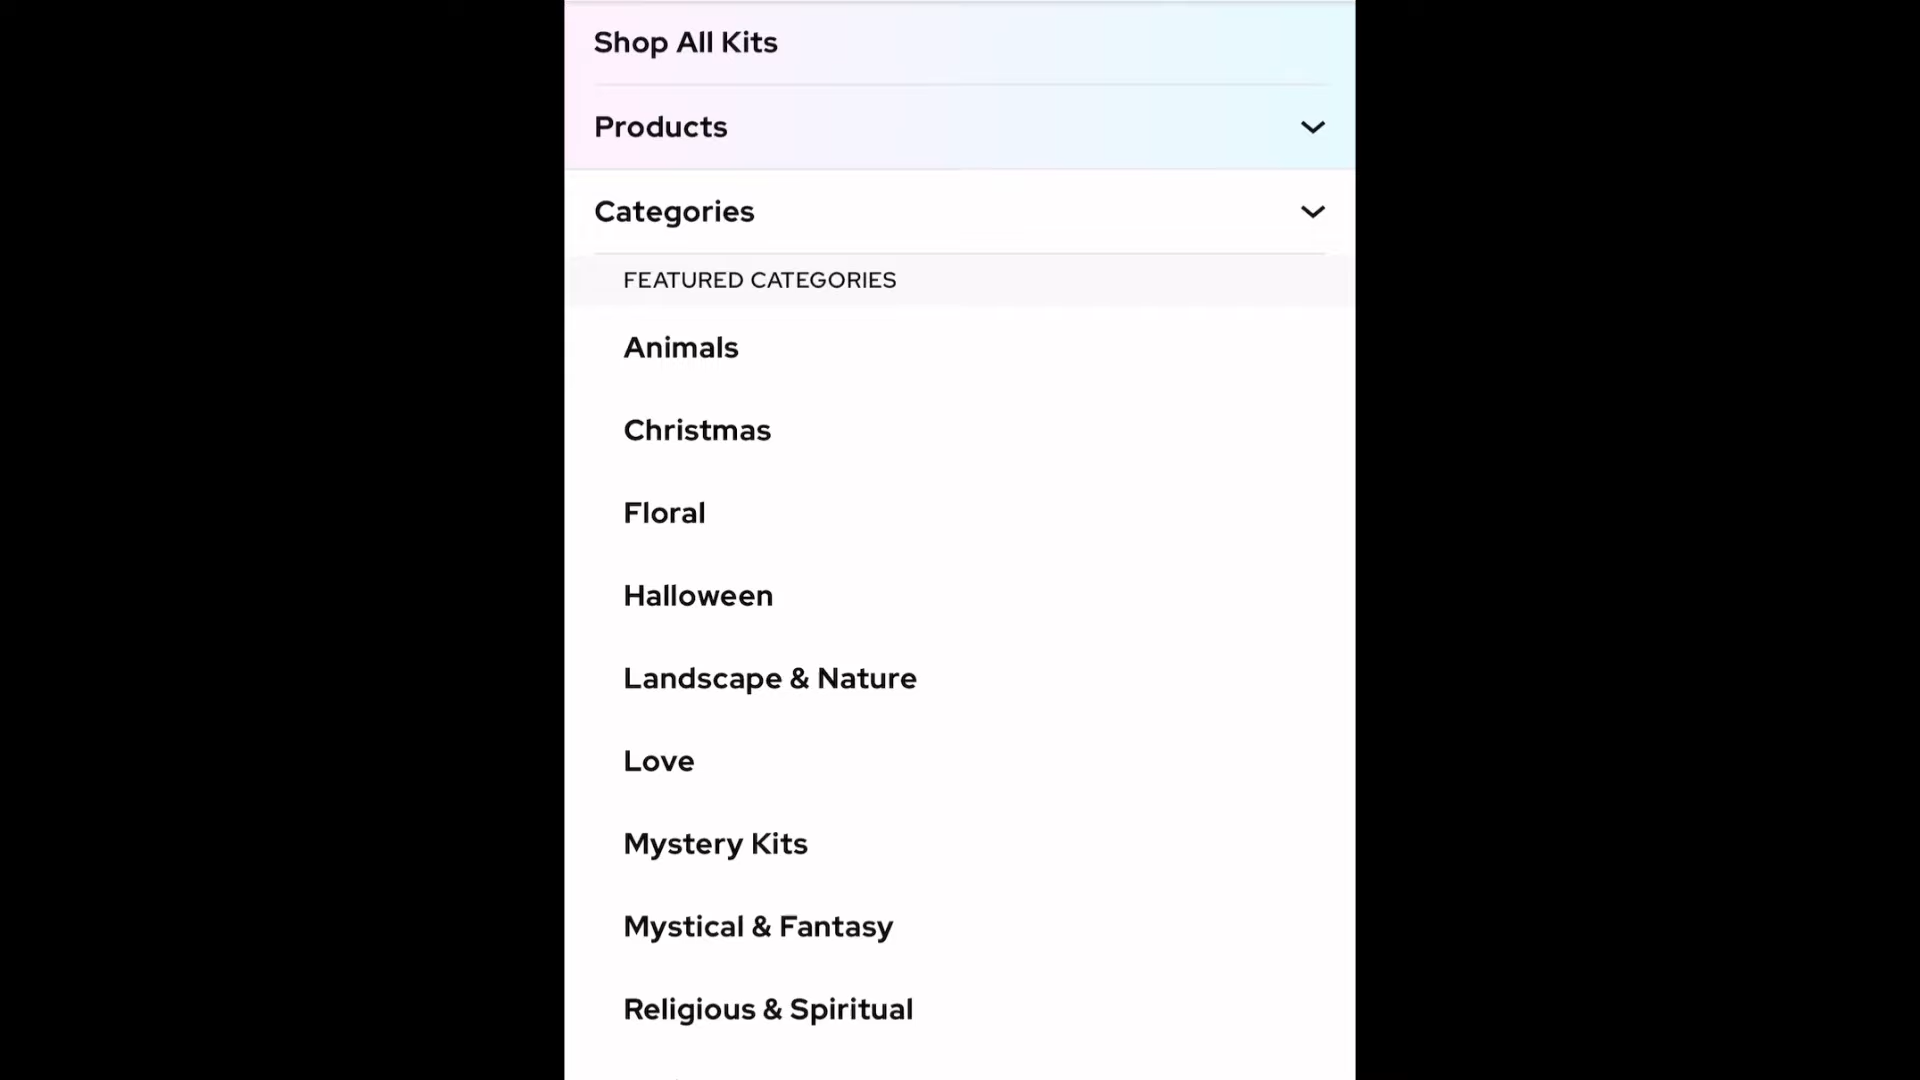 Shop All Kits
Products
Categories
FEATURED CATEGORIES
Animals
Christmas
Floral
Halloween
Landscape & Nature
Love
Mystery Kits
Mystical & Fantasy
Religious & Spiritual